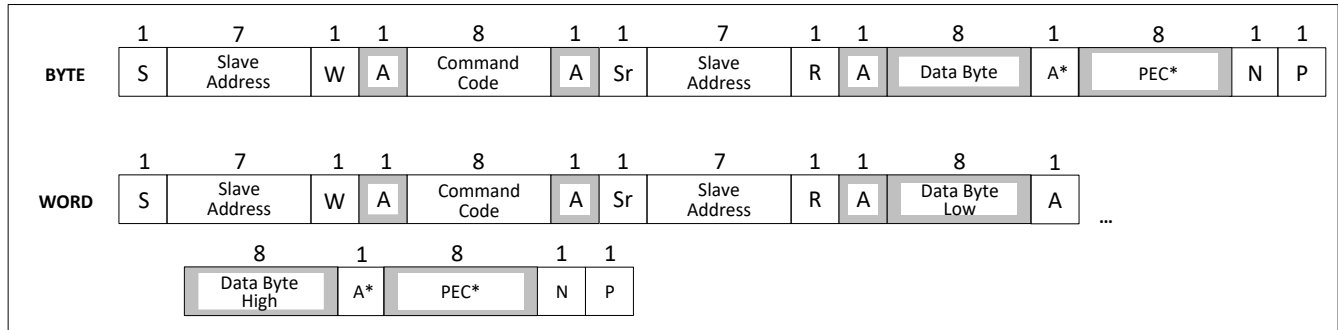 1 7 1 1 8 1 1 7 1 1 8 1 8 1 1
BYTE S Slave Address W A Command Code A Sr Slave Address R A Data Byte A* PEC* N P
1 7 1 1 8 1 1 7 1 1 8 1
WORD S Slave Address W A Command Code A Sr Slave Address R A Data Byte Low A ...
8 1 8 1 1
Data Byte High A* PEC* N P